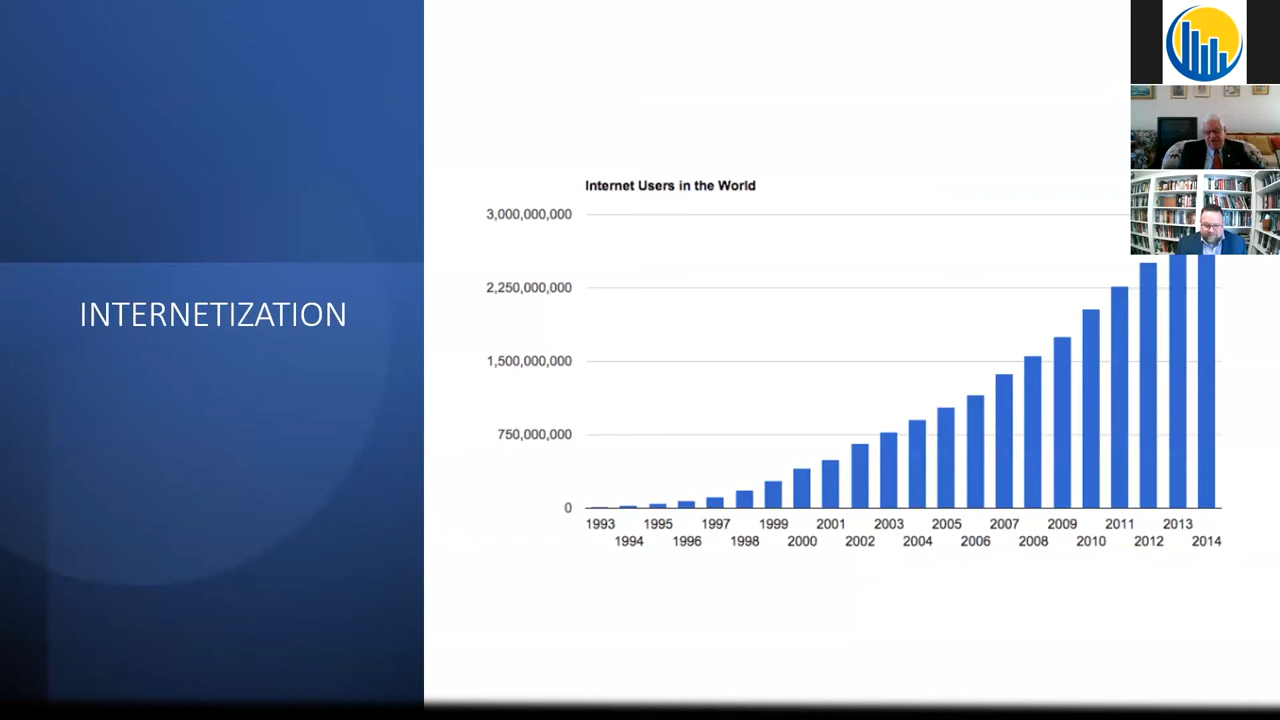 INTERNETIZATION
Internet Users in the World
3,000,000,000
2,250,000,000
1,500,000,000
750,000,000
0
1993 1995 1997 1999 2001 2003 2005 2007 2009 2011 2013
1994 1996 1998 2000 2002 2004 2006 2008 2010 2012 2014